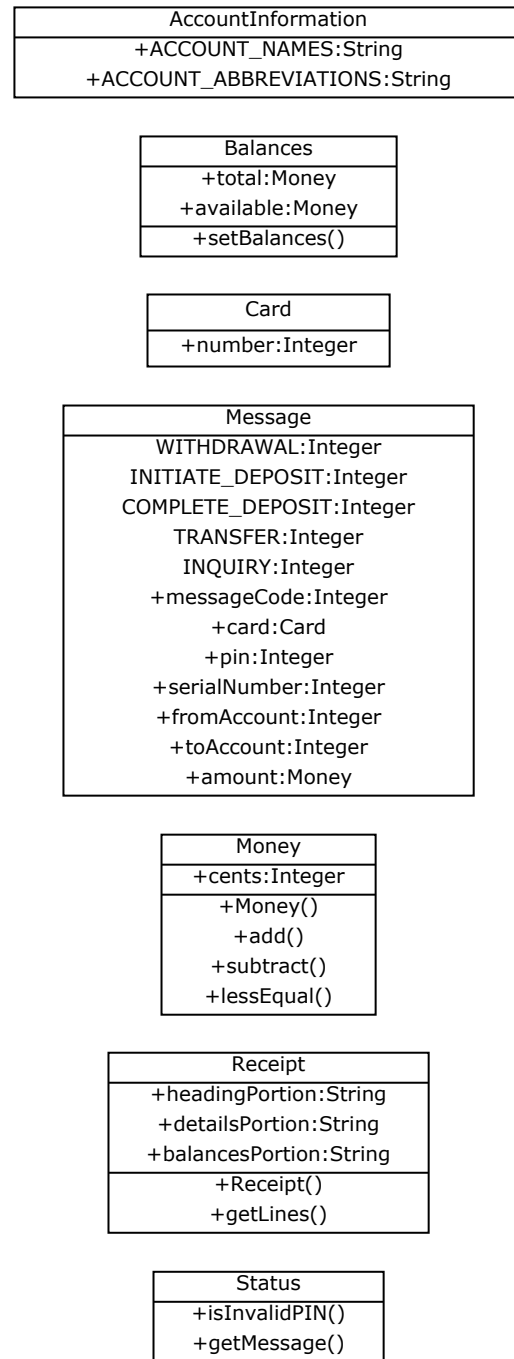 AccountInformation
+ACCOUNT_NAMES:String
+ACCOUNT_ABBREVIATIONS:String
Balances
+total:Money
+available:Money
+setBalances()
Card
+number:Integer
Message
WITHDRAWAL:Integer
INITIATE_DEPOSIT:Integer
COMPLETE_DEPOSIT:Integer
TRANSFER:Integer
INQUIRY:Integer
+messageCode:Integer
+card:Card
+pin:Integer
+serialNumber:Integer
+fromAccount:Integer
+toAccount:Integer
+amount:Money
Money
+cents:Integer
+Money()
+add()
+subtract()
+lessEqual()
Receipt
+headingPortion:String
+detailsPortion:String
+balancesPortion:String
+Receipt()
+getLines()
Status
+isInvalidPIN()
+getMessage()